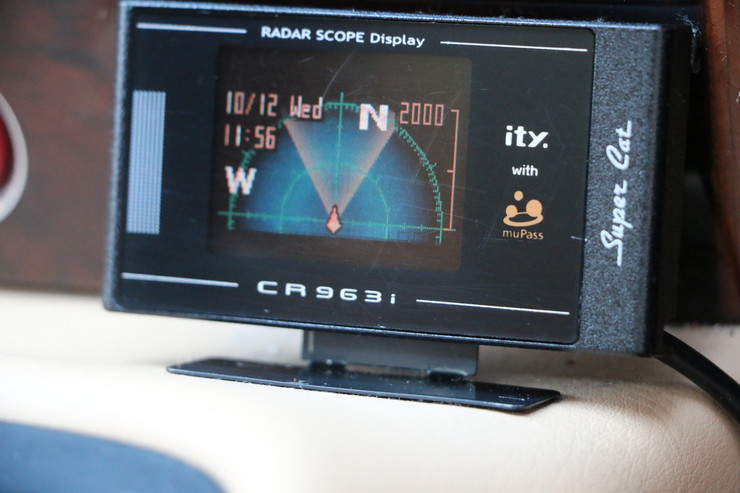 RADAR SCOPE Display
10/12 Wed
N
2000
11:56
W
ity.
with
muPass
CR963i
Super Cat